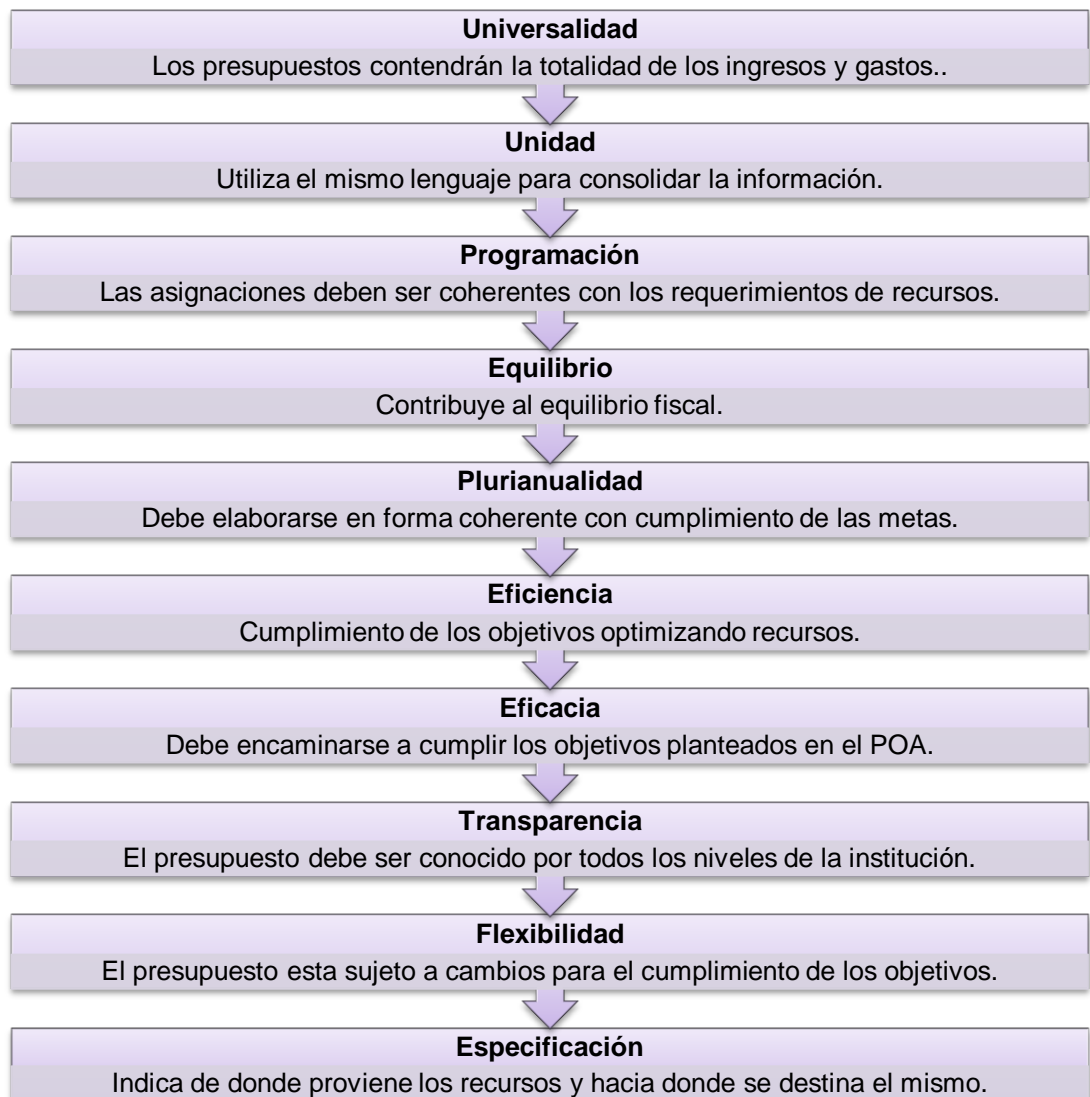 Universalidad
Los presupuestos contendrán la totalidad de los ingresos y gastos..
Unidad
Utiliza el mismo lenguaje para consolidar la información.
Programación
Las asignaciones deben ser coherentes con los requerimientos de recursos.
Equilibrio
Contribuye al equilibrio fiscal.
Plurianualidad
Debe elaborarse en forma coherente con cumplimiento de las metas.
Eficiencia
Cumplimiento de los objetivos optimizando recursos.
Eficacia
Debe encaminarse a cumplir los objetivos planteados en el POA.
Transparencia
El presupuesto debe ser conocido por todos los niveles de la institución.
Flexibilidad
El presupuesto esta sujeto a cambios para el cumplimiento de los objetivos.
Especificación
Indica de donde proviene los recursos y hacia donde se destina el mismo.